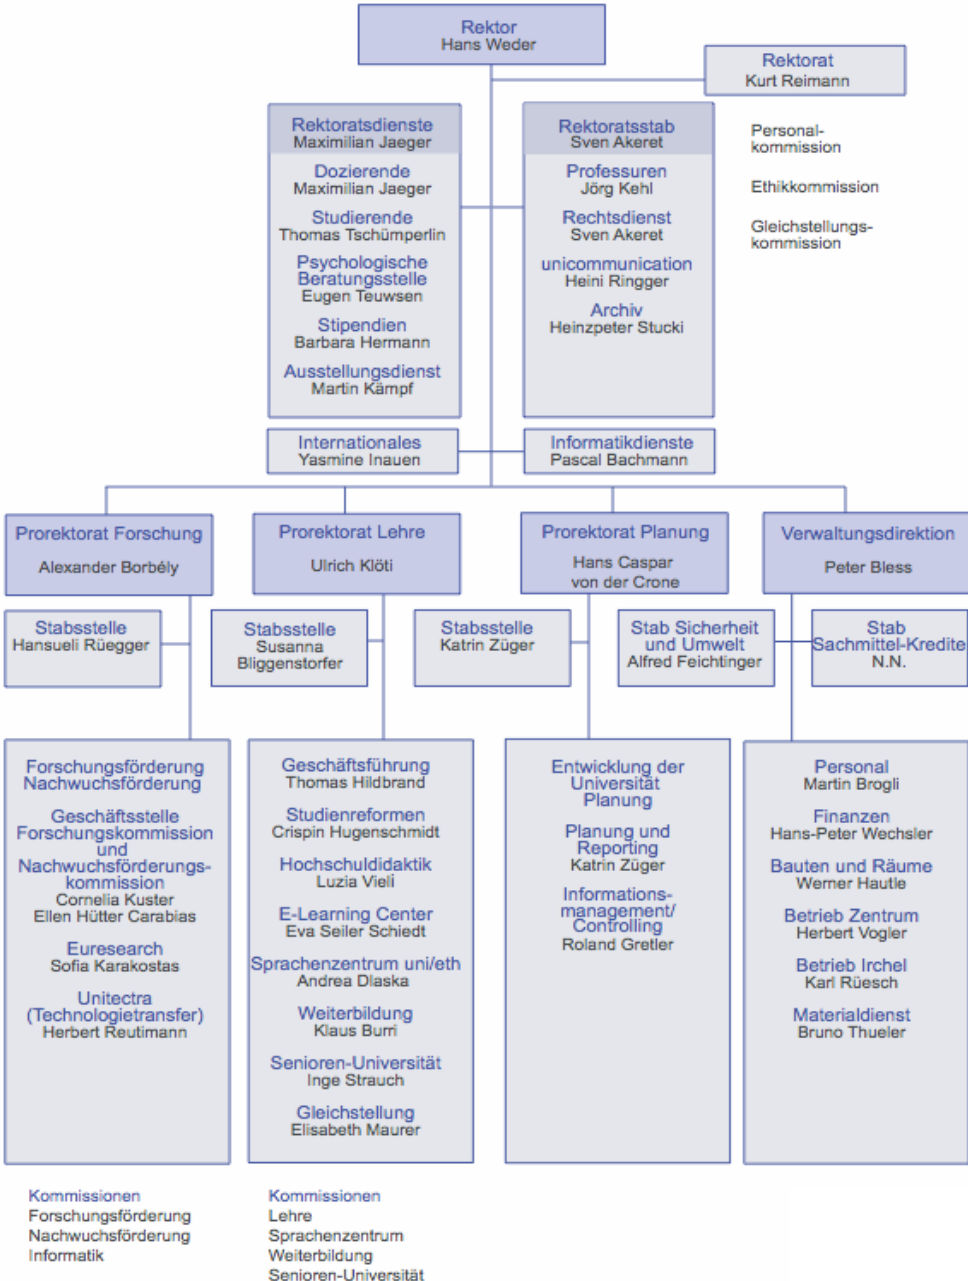 Rektor
Hans Weder
Rektorat
Kurt Reimann
Rektoratsdienste
Maximilian Jaeger
Dozierende
Maximilian Jaeger
Studierende
Thomas Tschümperlin
Psychologische
Beratungsstelle
Eugen Teuwsen
Stipendien
Barbara Hermann
Ausstellungsdienst
Martin Kämpf
Rektoratsstab
Sven Akeret
Professuren
Jörg Kehl
Rechtsdienst
Sven Akeret
unicommunication
Heini Ringger
Archiv
Heinzpeter Stucki
Personal-
kommission
Ethikkommission
Gleichstellungs-
kommission
Internationales
Yasmine Inauen
Informatikdienste
Pascal Bachmann
Prorektorat Forschung
Alexander Borbély
Prorektorat Lehre
Ulrich Klöti
Prorektorat Planung
Hans Caspar
von der Crone
Verwaltungsdirektion
Peter Bless
Stabsstelle
Hansueli Rüegger
Stabsstelle
Susanna
Bliggenstorfer
Stabsstelle
Katrin Züger
Stab Sicherheit
und Umwelt
Alfred Feichtinger
Stab
Sachmittel-Kredite
N.N.
Forschungsförderung
Nachwuchsförderung
Geschäftsstelle
Forschungskommission
und
Nachwuchsförderungs-
kommission
Cornelia Kuster
Ellen Hütter Carabias
Euresearch
Sofia Karakostas
Unitectra
(Technologietransfer)
Herbert Reutimann
Geschäftsführung
Thomas Hildbrand
Studienreformen
Crispin Hugenschmidt
Hochschuldidaktik
Luzia Vieli
E-Learning Center
Eva Seiler Schiedt
Sprachenzentrum uni/eth
Andrea Dlaska
Weiterbildung
Klaus Burri
Senioren-Universität
Inge Strauch
Gleichstellung
Elisabeth Maurer
Entwicklung der
Universität
Planung
Planung und
Reporting
Katrin Züger
Informations-
management/
Controlling
Roland Gretler
Personal
Martin Brogli
Finanzen
Hans-Peter Wechsler
Bauten und Räume
Werner Hautle
Betrieb Zentrum
Herbert Vogler
Betrieb Irchel
Karl Rüesch
Materialdienst
Bruno Thueler
Kommissionen
Forschungsförderung
Nachwuchsförderung
Informatik
Kommissionen
Lehre
Sprachenzentrum
Weiterbildung
Senioren-Universität